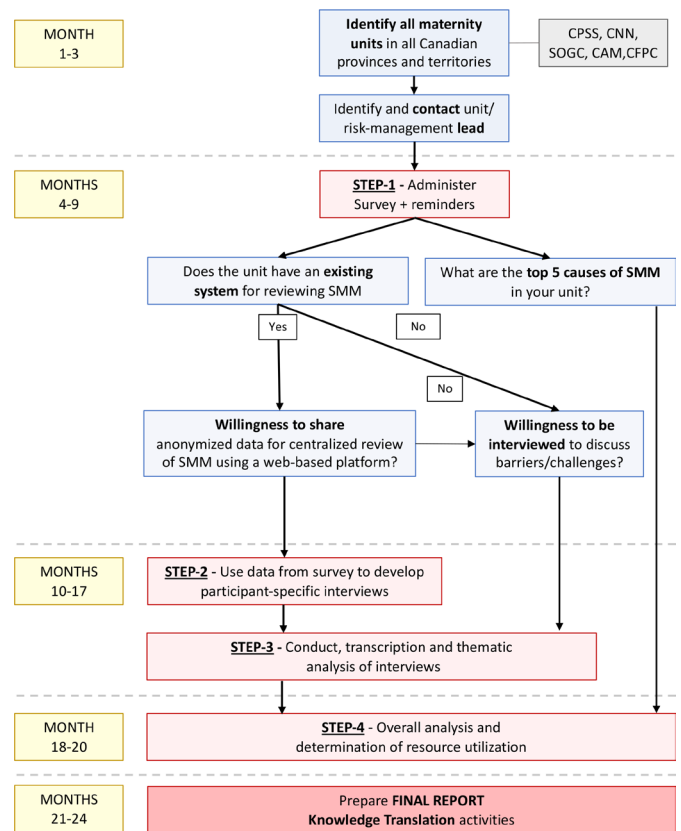 MONTH
1-3
Identify all maternity
units in all Canadian
provinces and territories
CPSS, CNN,
SOGC, CAM,CFPC
Identify and contact unit/
risk-management lead
MONTHS
4-9
STEP-1 - Administer
Survey + reminders
Does the unit have an existing
system for reviewing SMM
What are the top 5 causes of SMM
in your unit?
Yes
No
No
Willingness to share
anonymized data for centralized review
of SMM using a web-based platform?
Willingness to be
interviewed to discuss
barriers/challenges?
MONTHS
10-17
STEP-2 - Use data from survey to develop
participant-specific interviews
STEP-3 - Conduct, transcription and thematic
analysis of interviews
MONTH
18-20
STEP-4 - Overall analysis and
determination of resource utilization
MONTHS
21-24
Prepare FINAL REPORT
Knowledge Translation activities